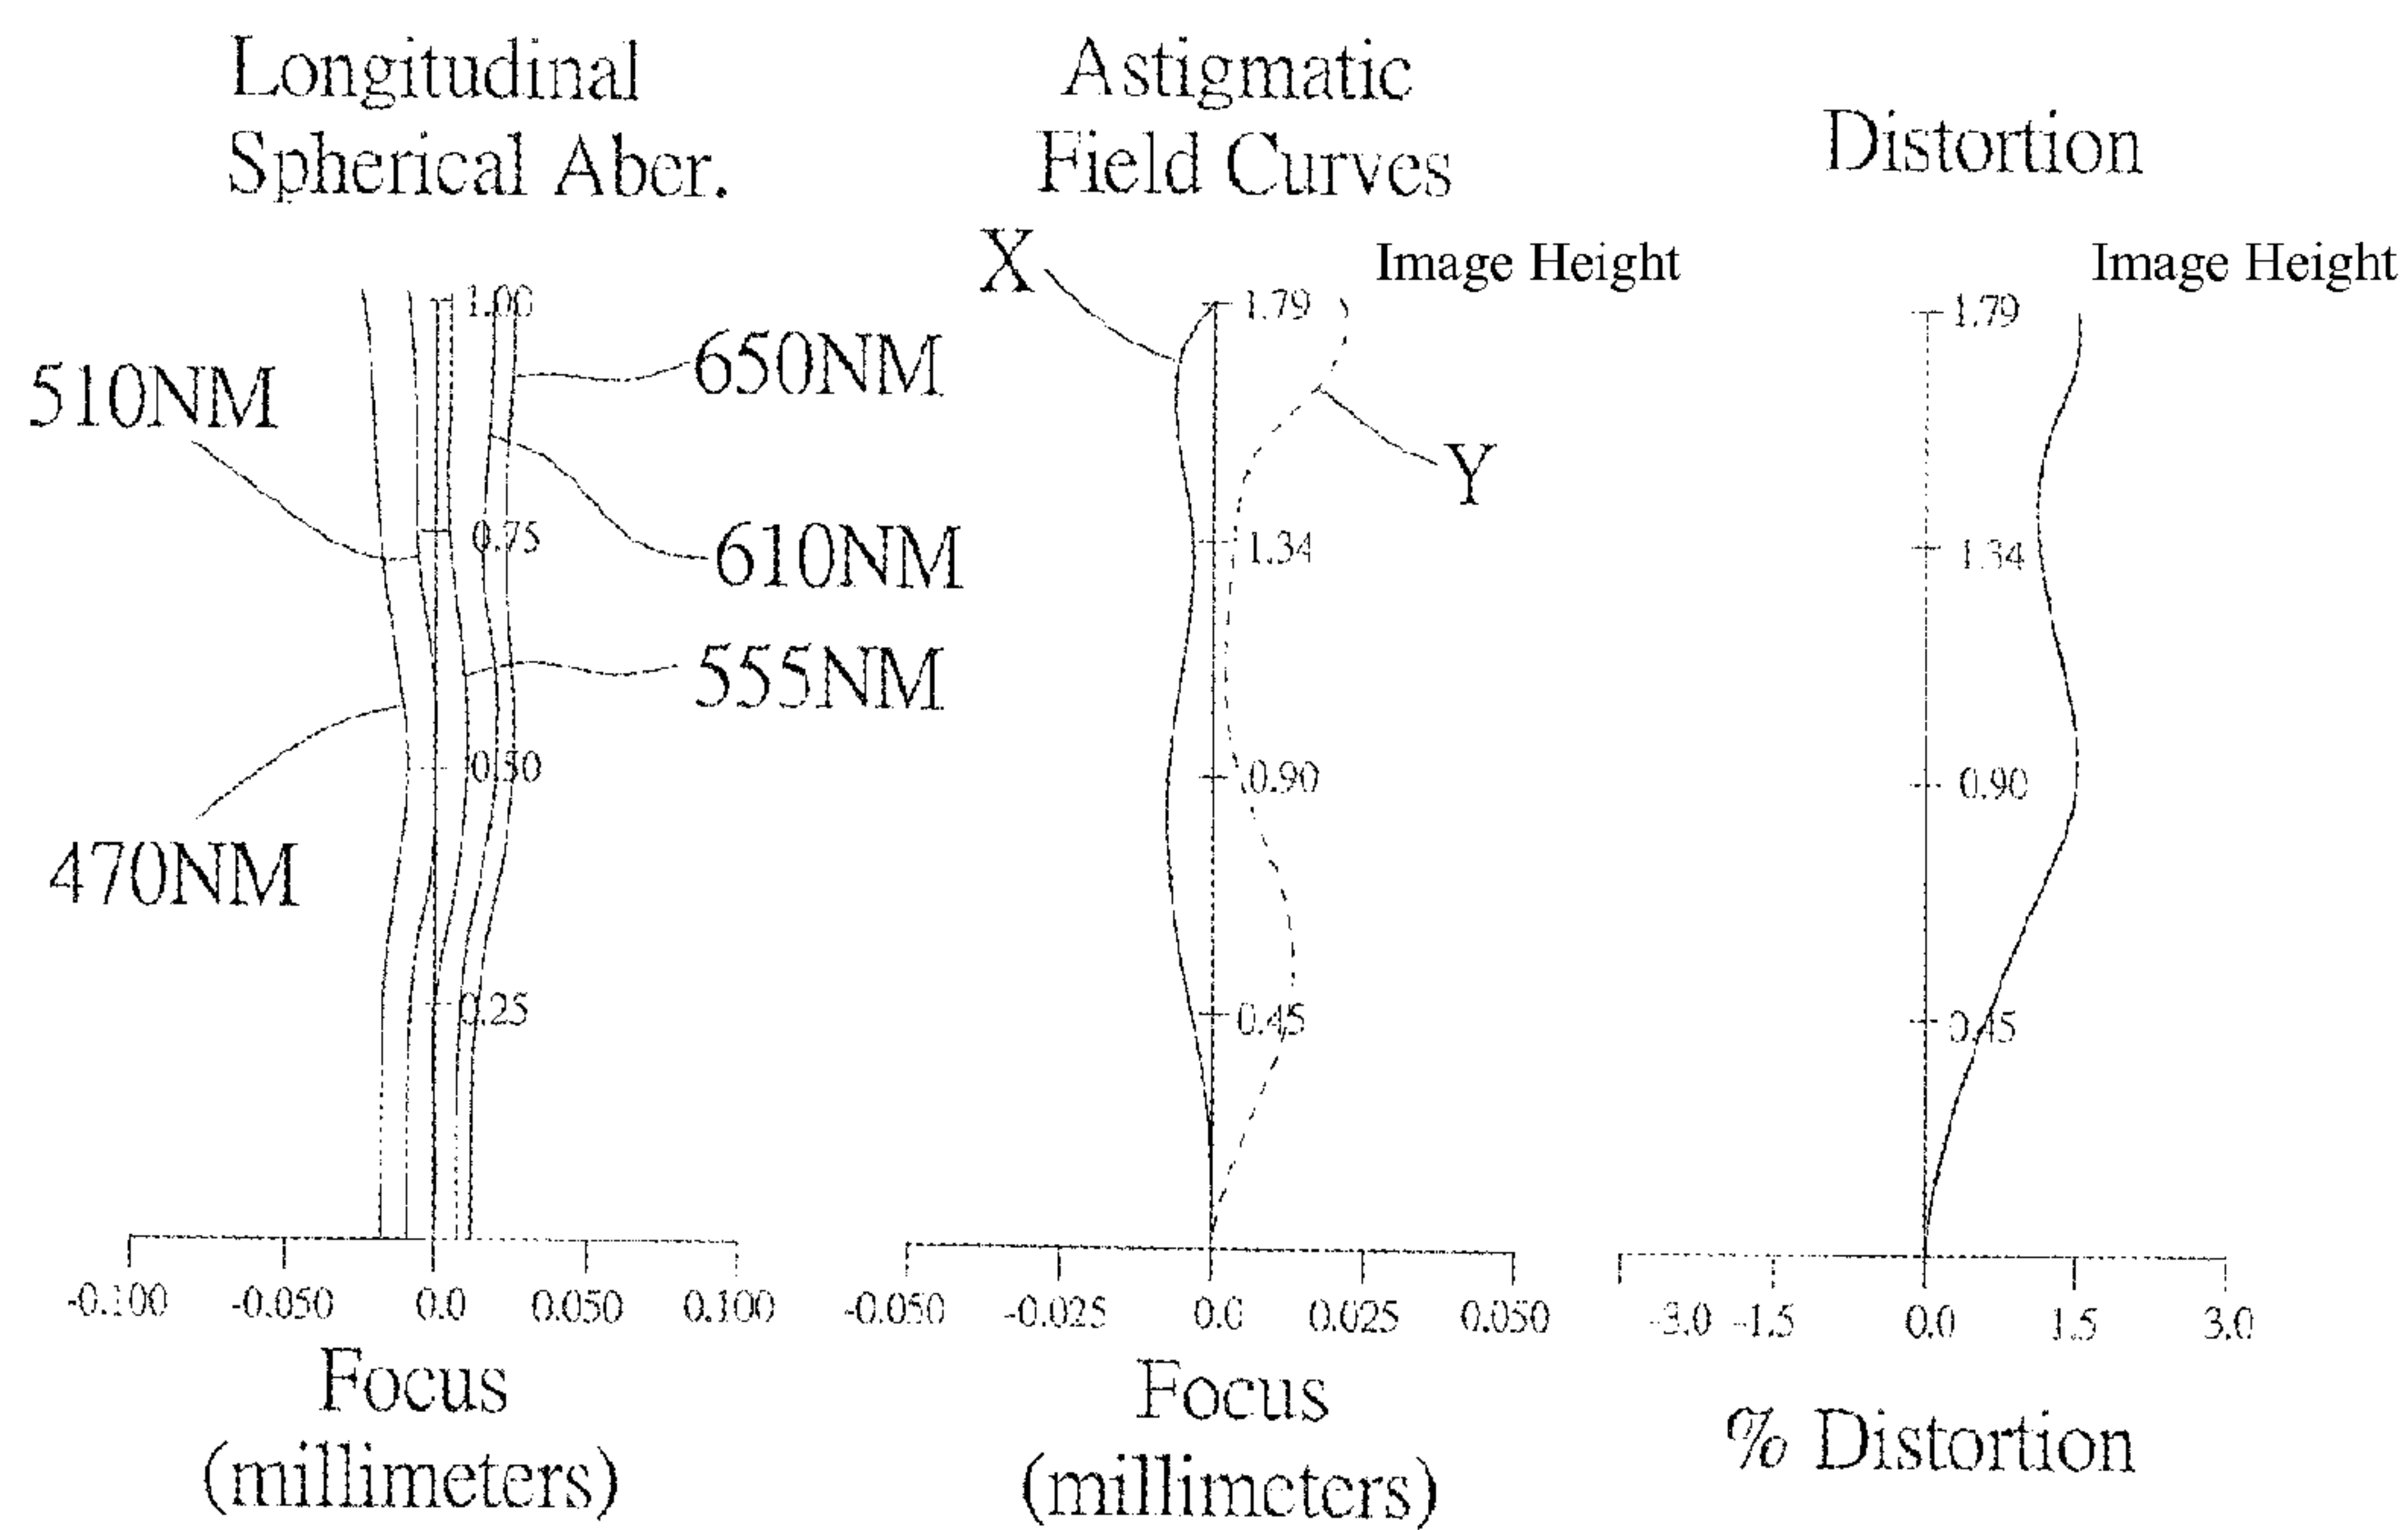 Longitudinal
Spherical Aber.
1.00
510NM
650NM
0.75
610NM
555NM
0.50
470NM
0.25
-0.100 -0.050 0.0 0.050 0.100
Focus
(millimeters)
Astigmatic
Field Curves
X
Image Height
1.79
Y
1.34
0.90
0.45
-0.050 -0.025 0.0 0.025 0.050
Focus
(millimeters)
Distortion
Image Height
1.79
1.34
0.90
0.45
-3.0 -1.5 0.0 1.5 3.0
% Distortion